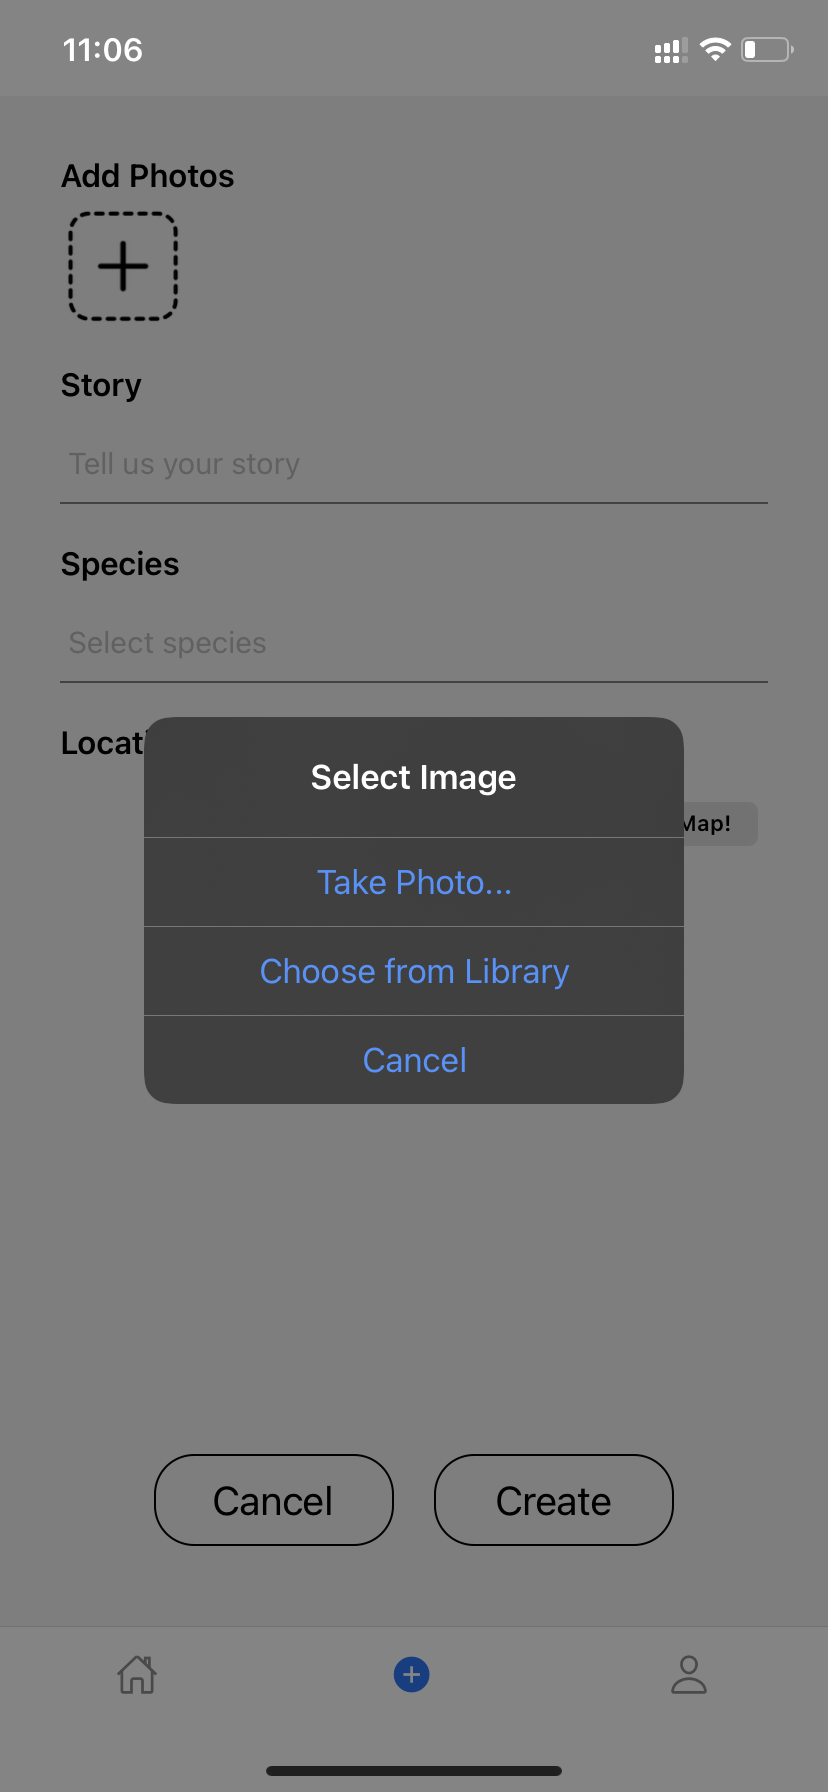 11:06
Add Photos
Story
Tell us your story
Species
Select species
Select Image
Map!
Take Photo...
Choose from Library
Cancel
Cancel
Create